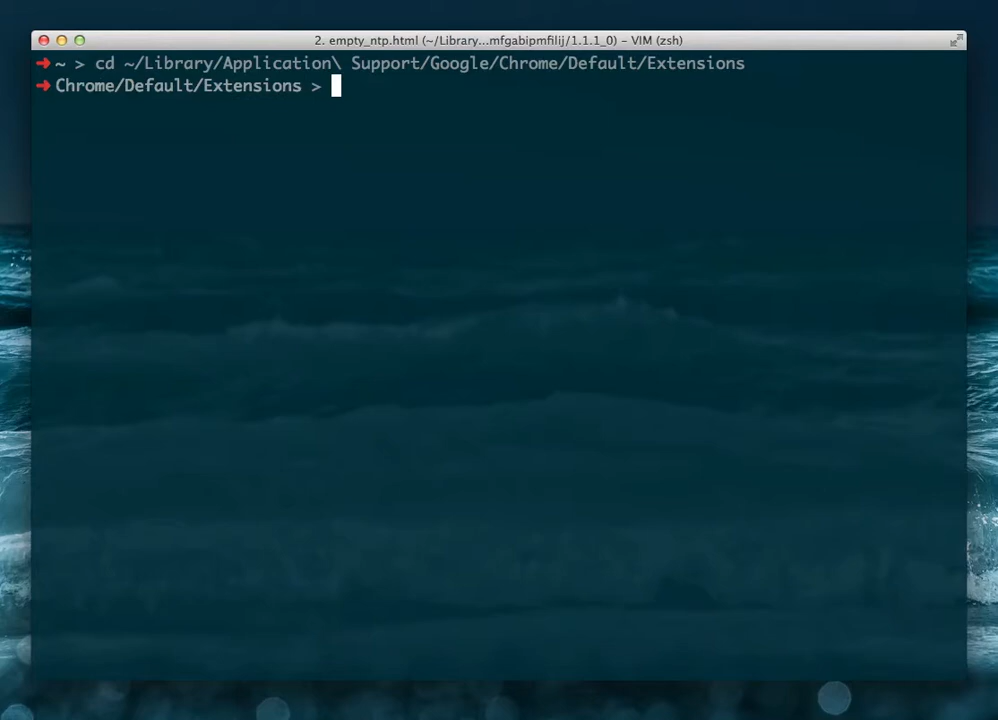 2. empty_ntp.html (~/Library...mfgabipmfilij/1.1.1_0) – VIM (zsh)
➜ ~ > cd ~/Library/Application\ Support/Google/Chrome/Default/Extensions
➜ Chrome/Default/Extensions >